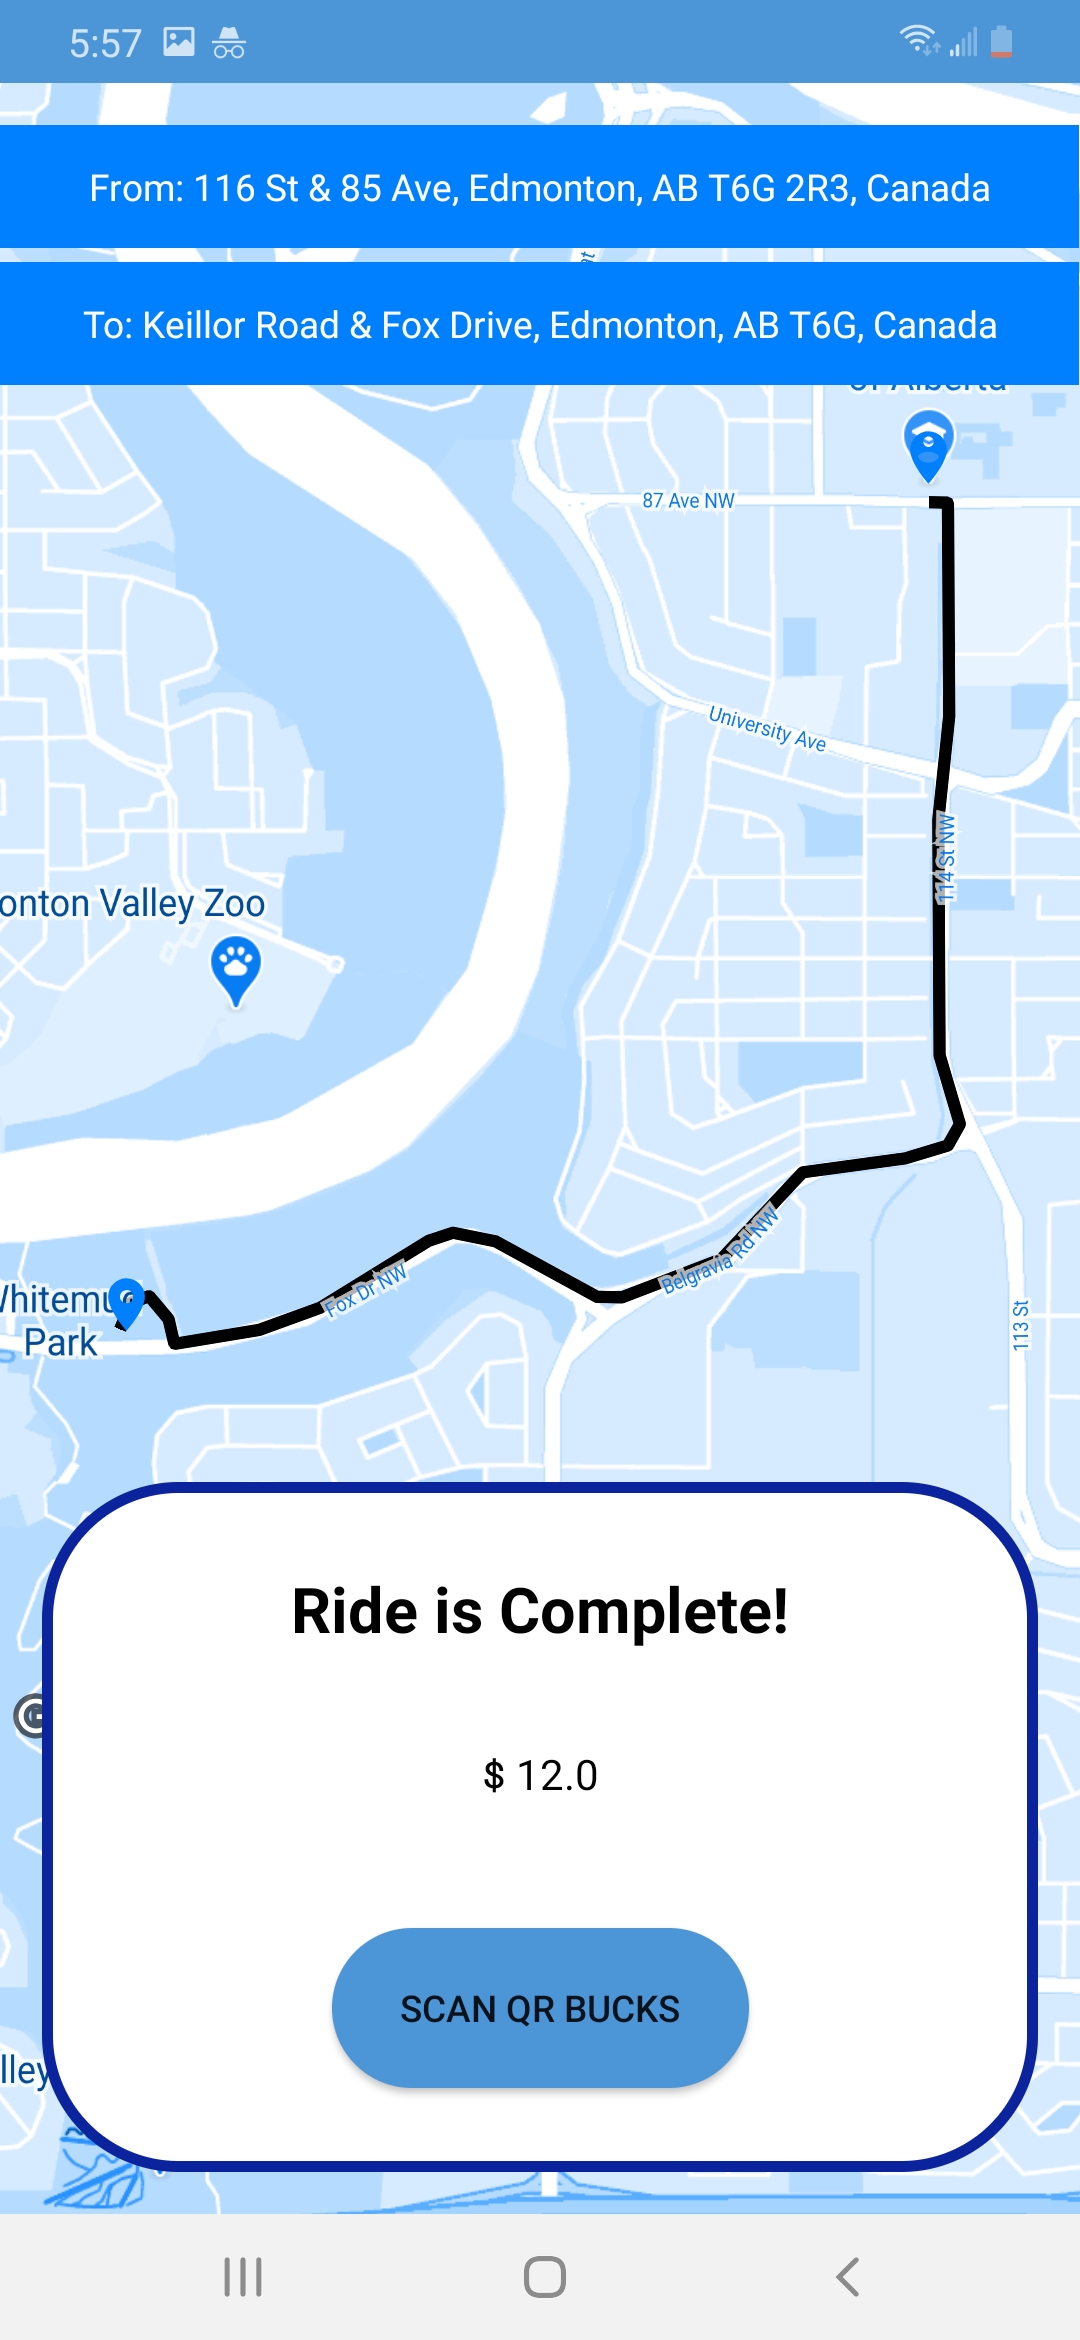 5:57
From: 116 St & 85 Ave, Edmonton, AB T6G 2R3, Canada
To: Keillor Road & Fox Drive, Edmonton, AB T6G, Canada
of Alberta
87 Ave NW
University Ave
114 St NW
onton Valley Zoo
Belgravia Rd NW
Fox Dr NW
Park
113 St
Ride is Complete!
$ 12.0
SCAN QR BUCKS
lley